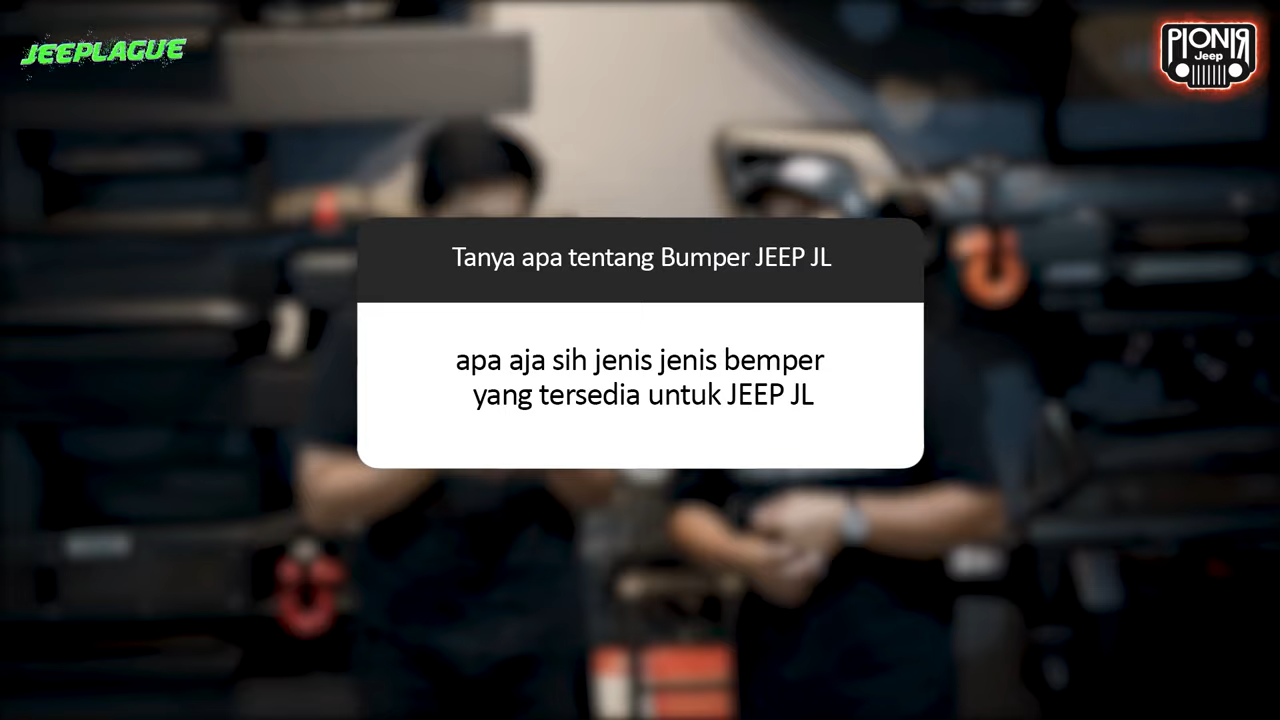 JEEPLAGUE
PIONIR
Jeep
Tanya apa tentang Bumper JEEP JL
apa aja sih jenis jenis bemper
yang tersedia untuk JEEP JL